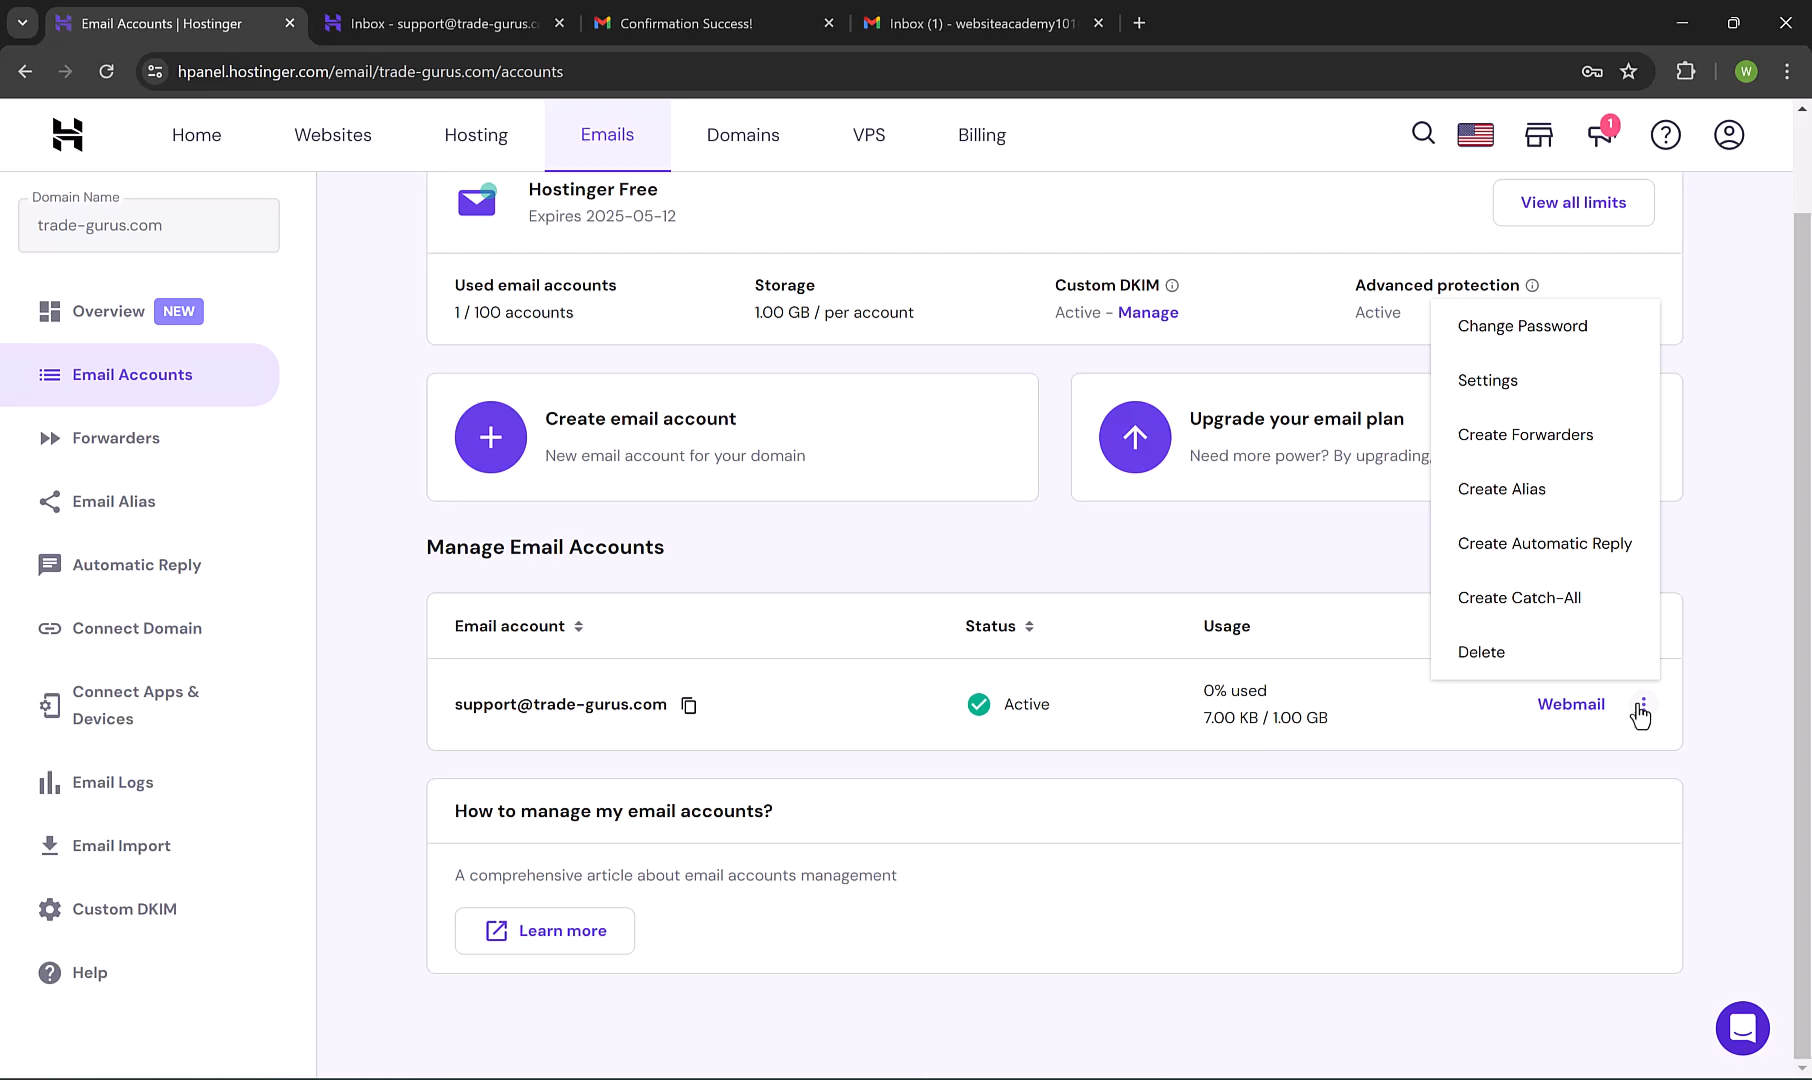 Email Accounts | Hostinger
Inbox - support@trade-gurus.c
Confirmation Success!
Inbox (1) - websiteacademy101
hpanel.hostinger.com/email/trade-gurus.com/accounts
W
Home
Websites
Hosting
Emails
Domains
VPS
Billing
1
Domain Name
trade-gurus.com
Overview NEW
Email Accounts
Forwarders
Email Alias
Automatic Reply
Connect Domain
Connect Apps &
Devices
Email Logs
Email Import
Custom DKIM
Help
Hostinger Free
Expires 2025-05-12
View all limits
Used email accounts
1 / 100 accounts
Storage
1.00 GB / per account
Custom DKIM
Active - Manage
Advanced protection
Active
Create email account
New email account for your domain
Upgrade your email plan
Need more power? By upgrading,
Change Password
Settings
Create Forwarders
Create Alias
Create Automatic Reply
Create Catch-All
Delete
Manage Email Accounts
Email account
Status
Usage
support@trade-gurus.com
Active
0% used
7.00 KB / 1.00 GB
Webmail
How to manage my email accounts?
A comprehensive article about email accounts management
Learn more